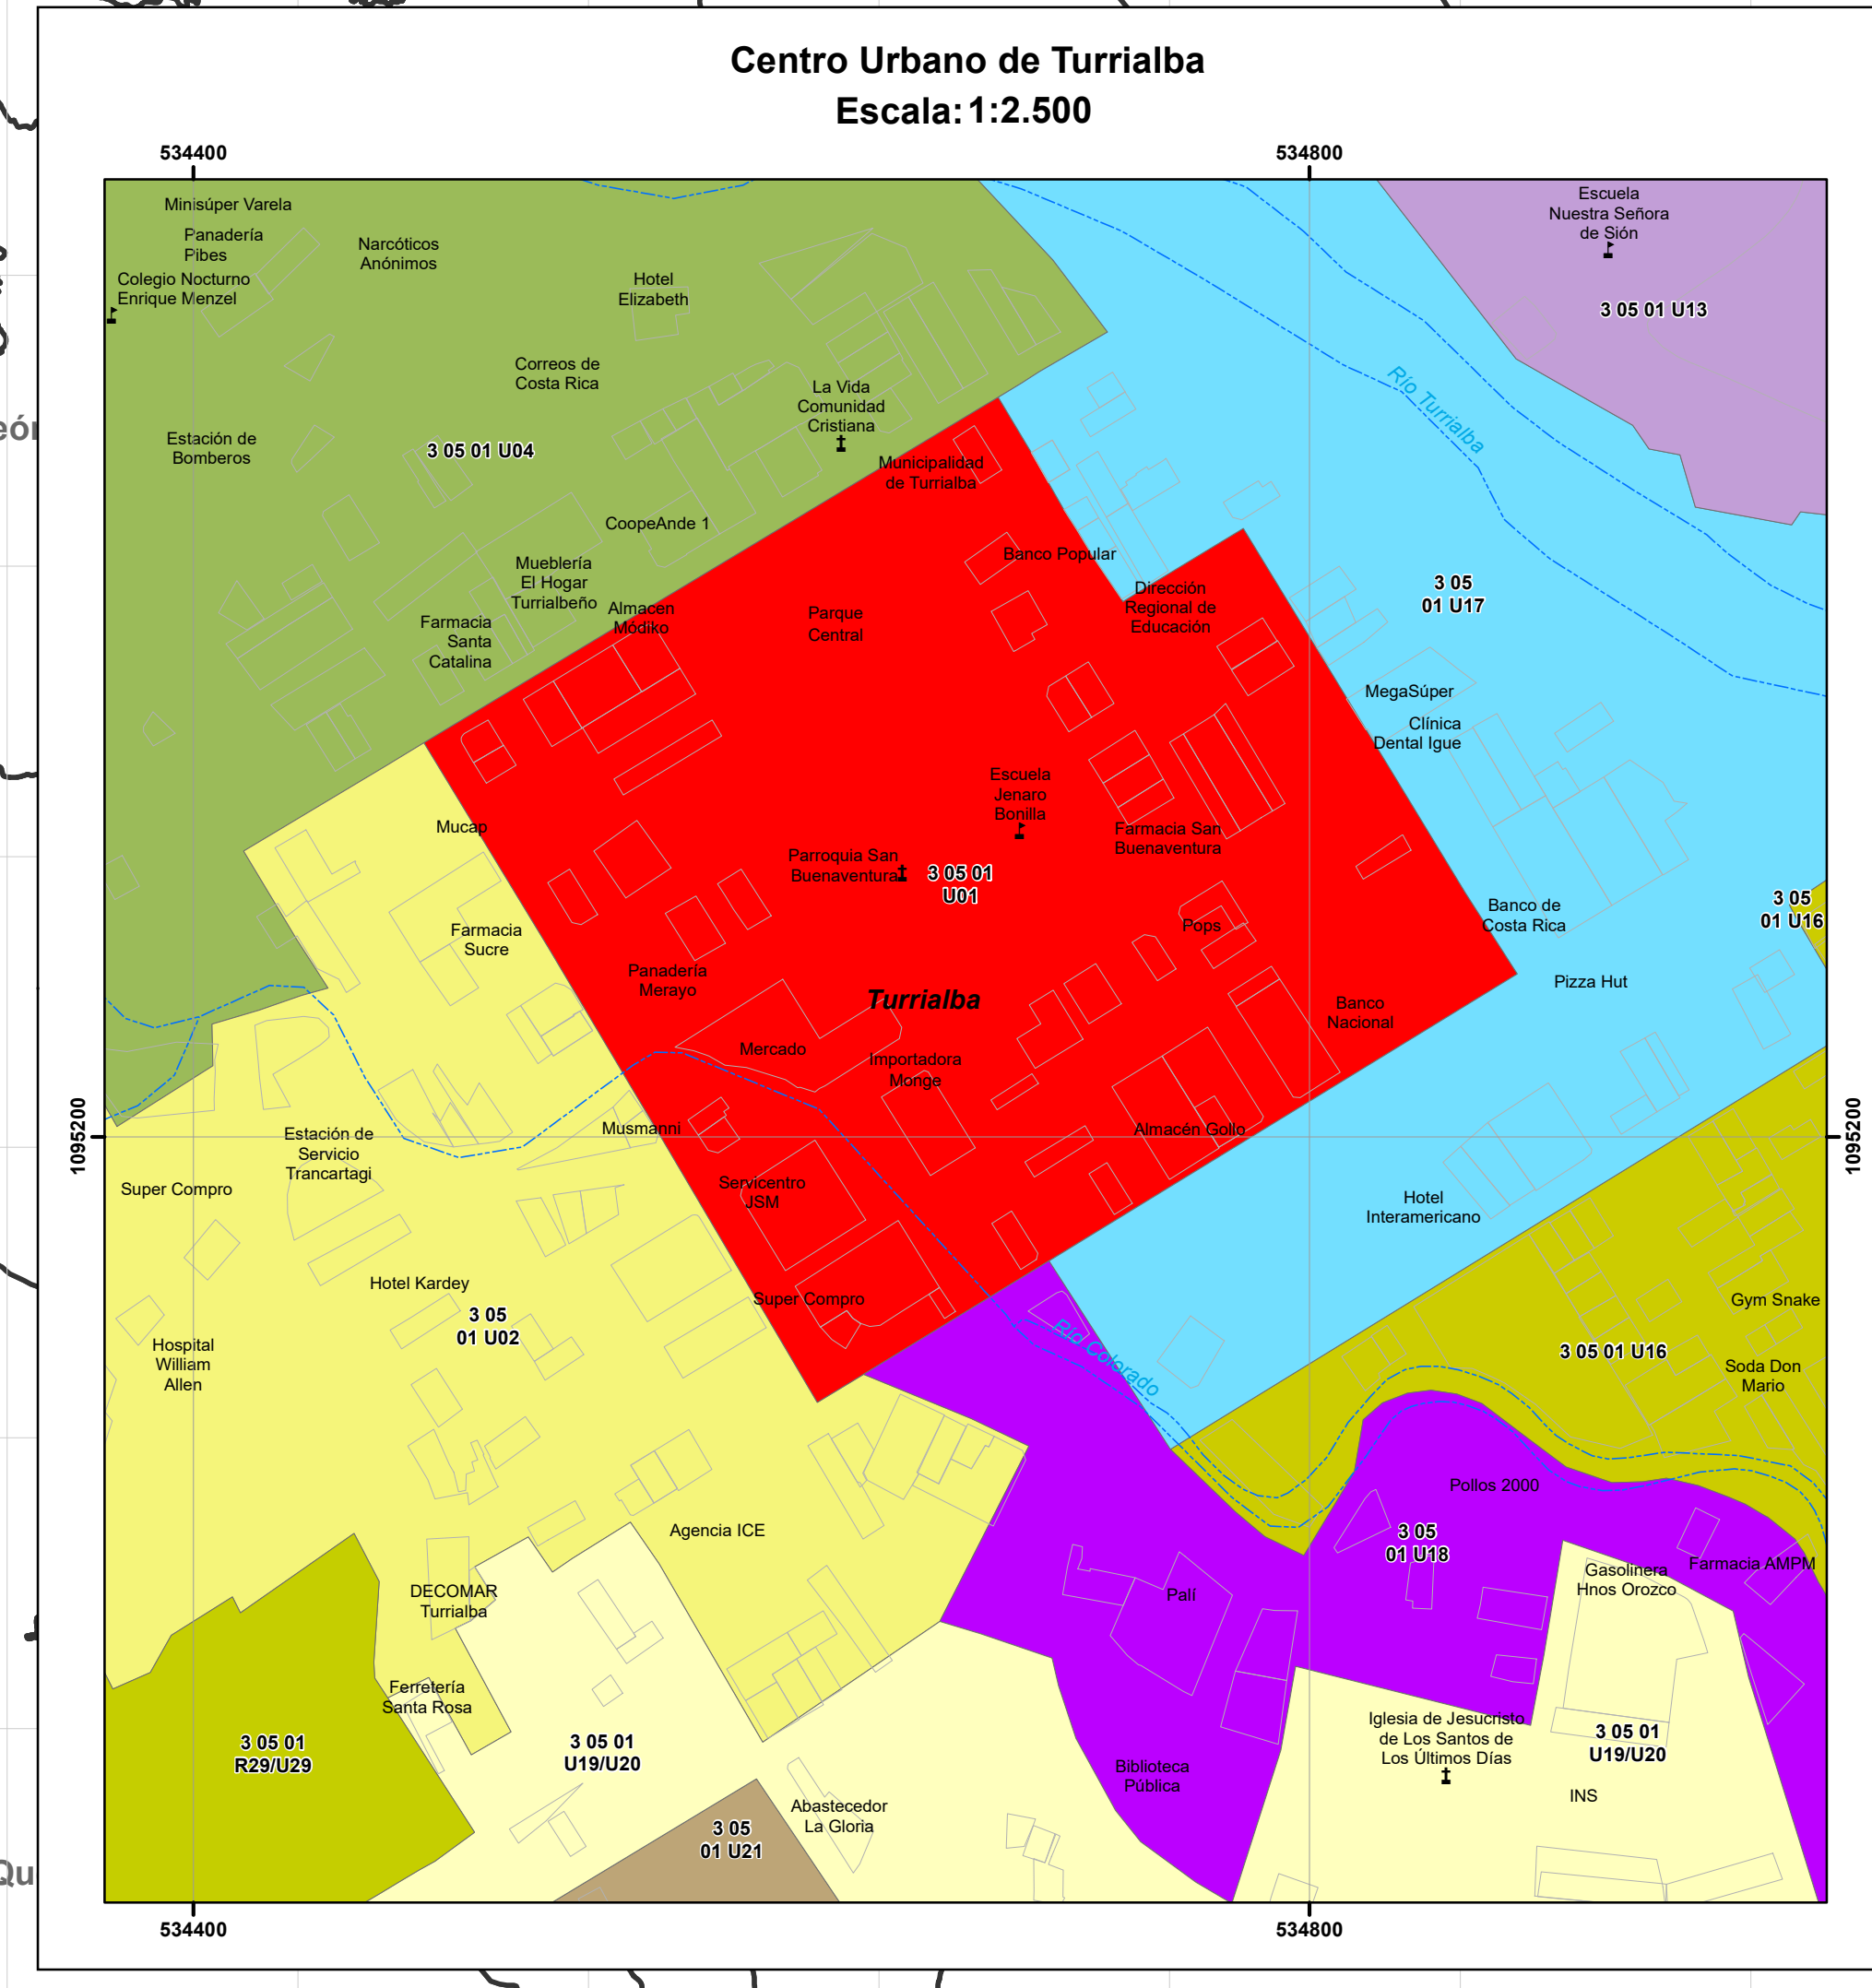 Centro Urbano de Turrialba
Escala: 1:2.500
534400
534800
Minisúper Varela
Panadería
Pibes
Colegio Nocturno
Enrique Menzel
Narcóticos
Anónimos
Hotel
Elizabeth
Escuela
Nuestra Señora
de Sión
3 05 01 U13
Correos de
Costa Rica
La Vida
Comunidad
Cristiana
Río Turrialba
Estación de
Bomberos
3 05 01 U04
Municipalidad
de Turrialba
CoopeAnde 1
Banco Popular
Mueblería
El Hogar
Turrialbeño
Almacen
Módiko
Parque
Central
Dirección
Regional de
Educación
3 05
01 U17
Farmacia
Santa
Catalina
MegaSúper
Clínica
Dental Igue
Escuela
Jenaro
Bonilla
Mucap
Farmacia San
Buenaventura
Parroquia San
Buenaventura
3 05 01
U01
Farmacia
Sucre
Pops
Banco de
Costa Rica
3 05
01 U16
Panadería
Merayo
Turrialba
Banco
Nacional
Pizza Hut
Mercado
Importadora
Monge
1095200
1095200
Musmanni
Almacén Gollo
Estación de
Servicio
Trancartagi
Super Compro
Servicentro
JSM
Hotel
Interamericano
Hotel Kardey
3 05
01 U02
Super Compro
Río Colorado
Gym Snake
3 05 01 U16
Soda Don
Mario
Hospital
William
Allen
Agencia ICE
Pollos 2000
3 05
01 U18
Farmacia AMPM
Gasolinera
Hnos Orozco
DECOMAR
Turrialba
Palí
Ferretería
Santa Rosa
3 05 01
R29/U29
3 05 01
U19/U20
Iglesia de Jesucristo
de Los Santos de
Los Últimos Días
3 05 01
U19/U20
Biblioteca
Pública
INS
Abastecedor
La Gloria
3 05
01 U21
534400
534800